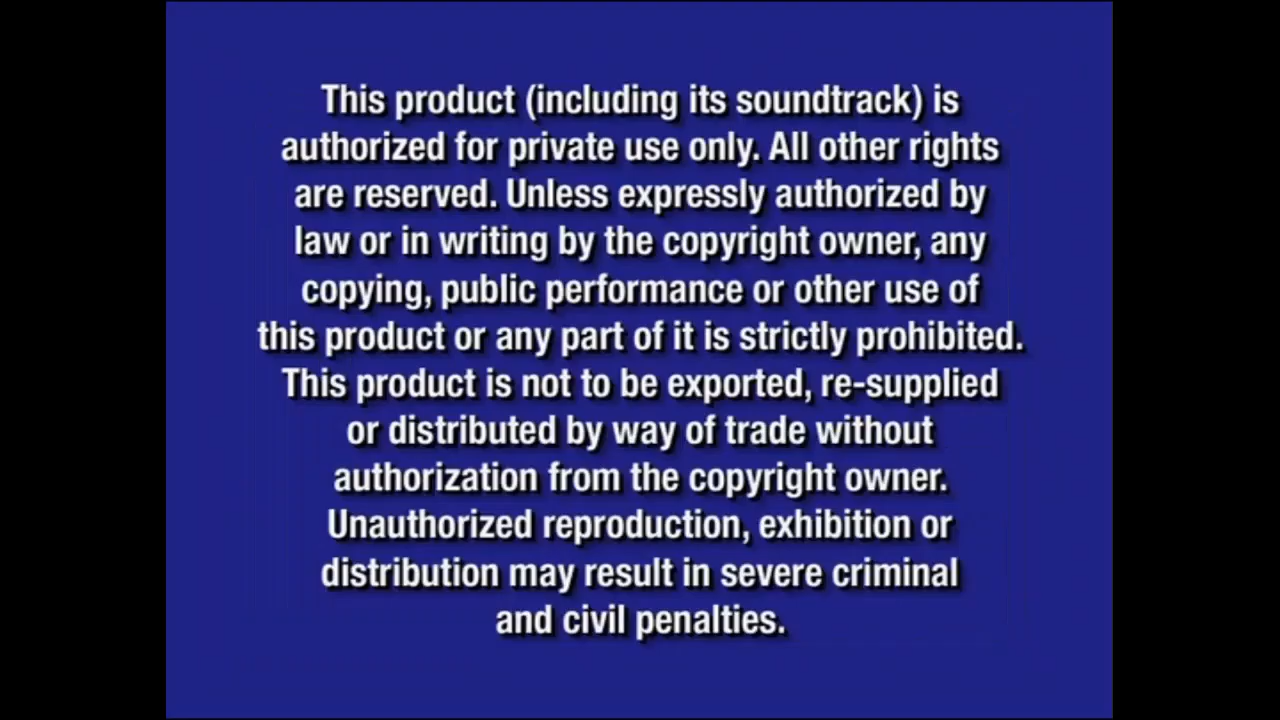 This product (including its soundtrack) is
authorized for private use only. All other rights
are reserved. Unless expressly authorized by
law or in writing by the copyright owner, any
copying, public performance or other use of
this product or any part of it is strictly prohibited.
This product is not to be exported, re-supplied
or distributed by way of trade without
authorization from the copyright owner.
Unauthorized reproduction, exhibition or
distribution may result in severe criminal
and civil penalties.